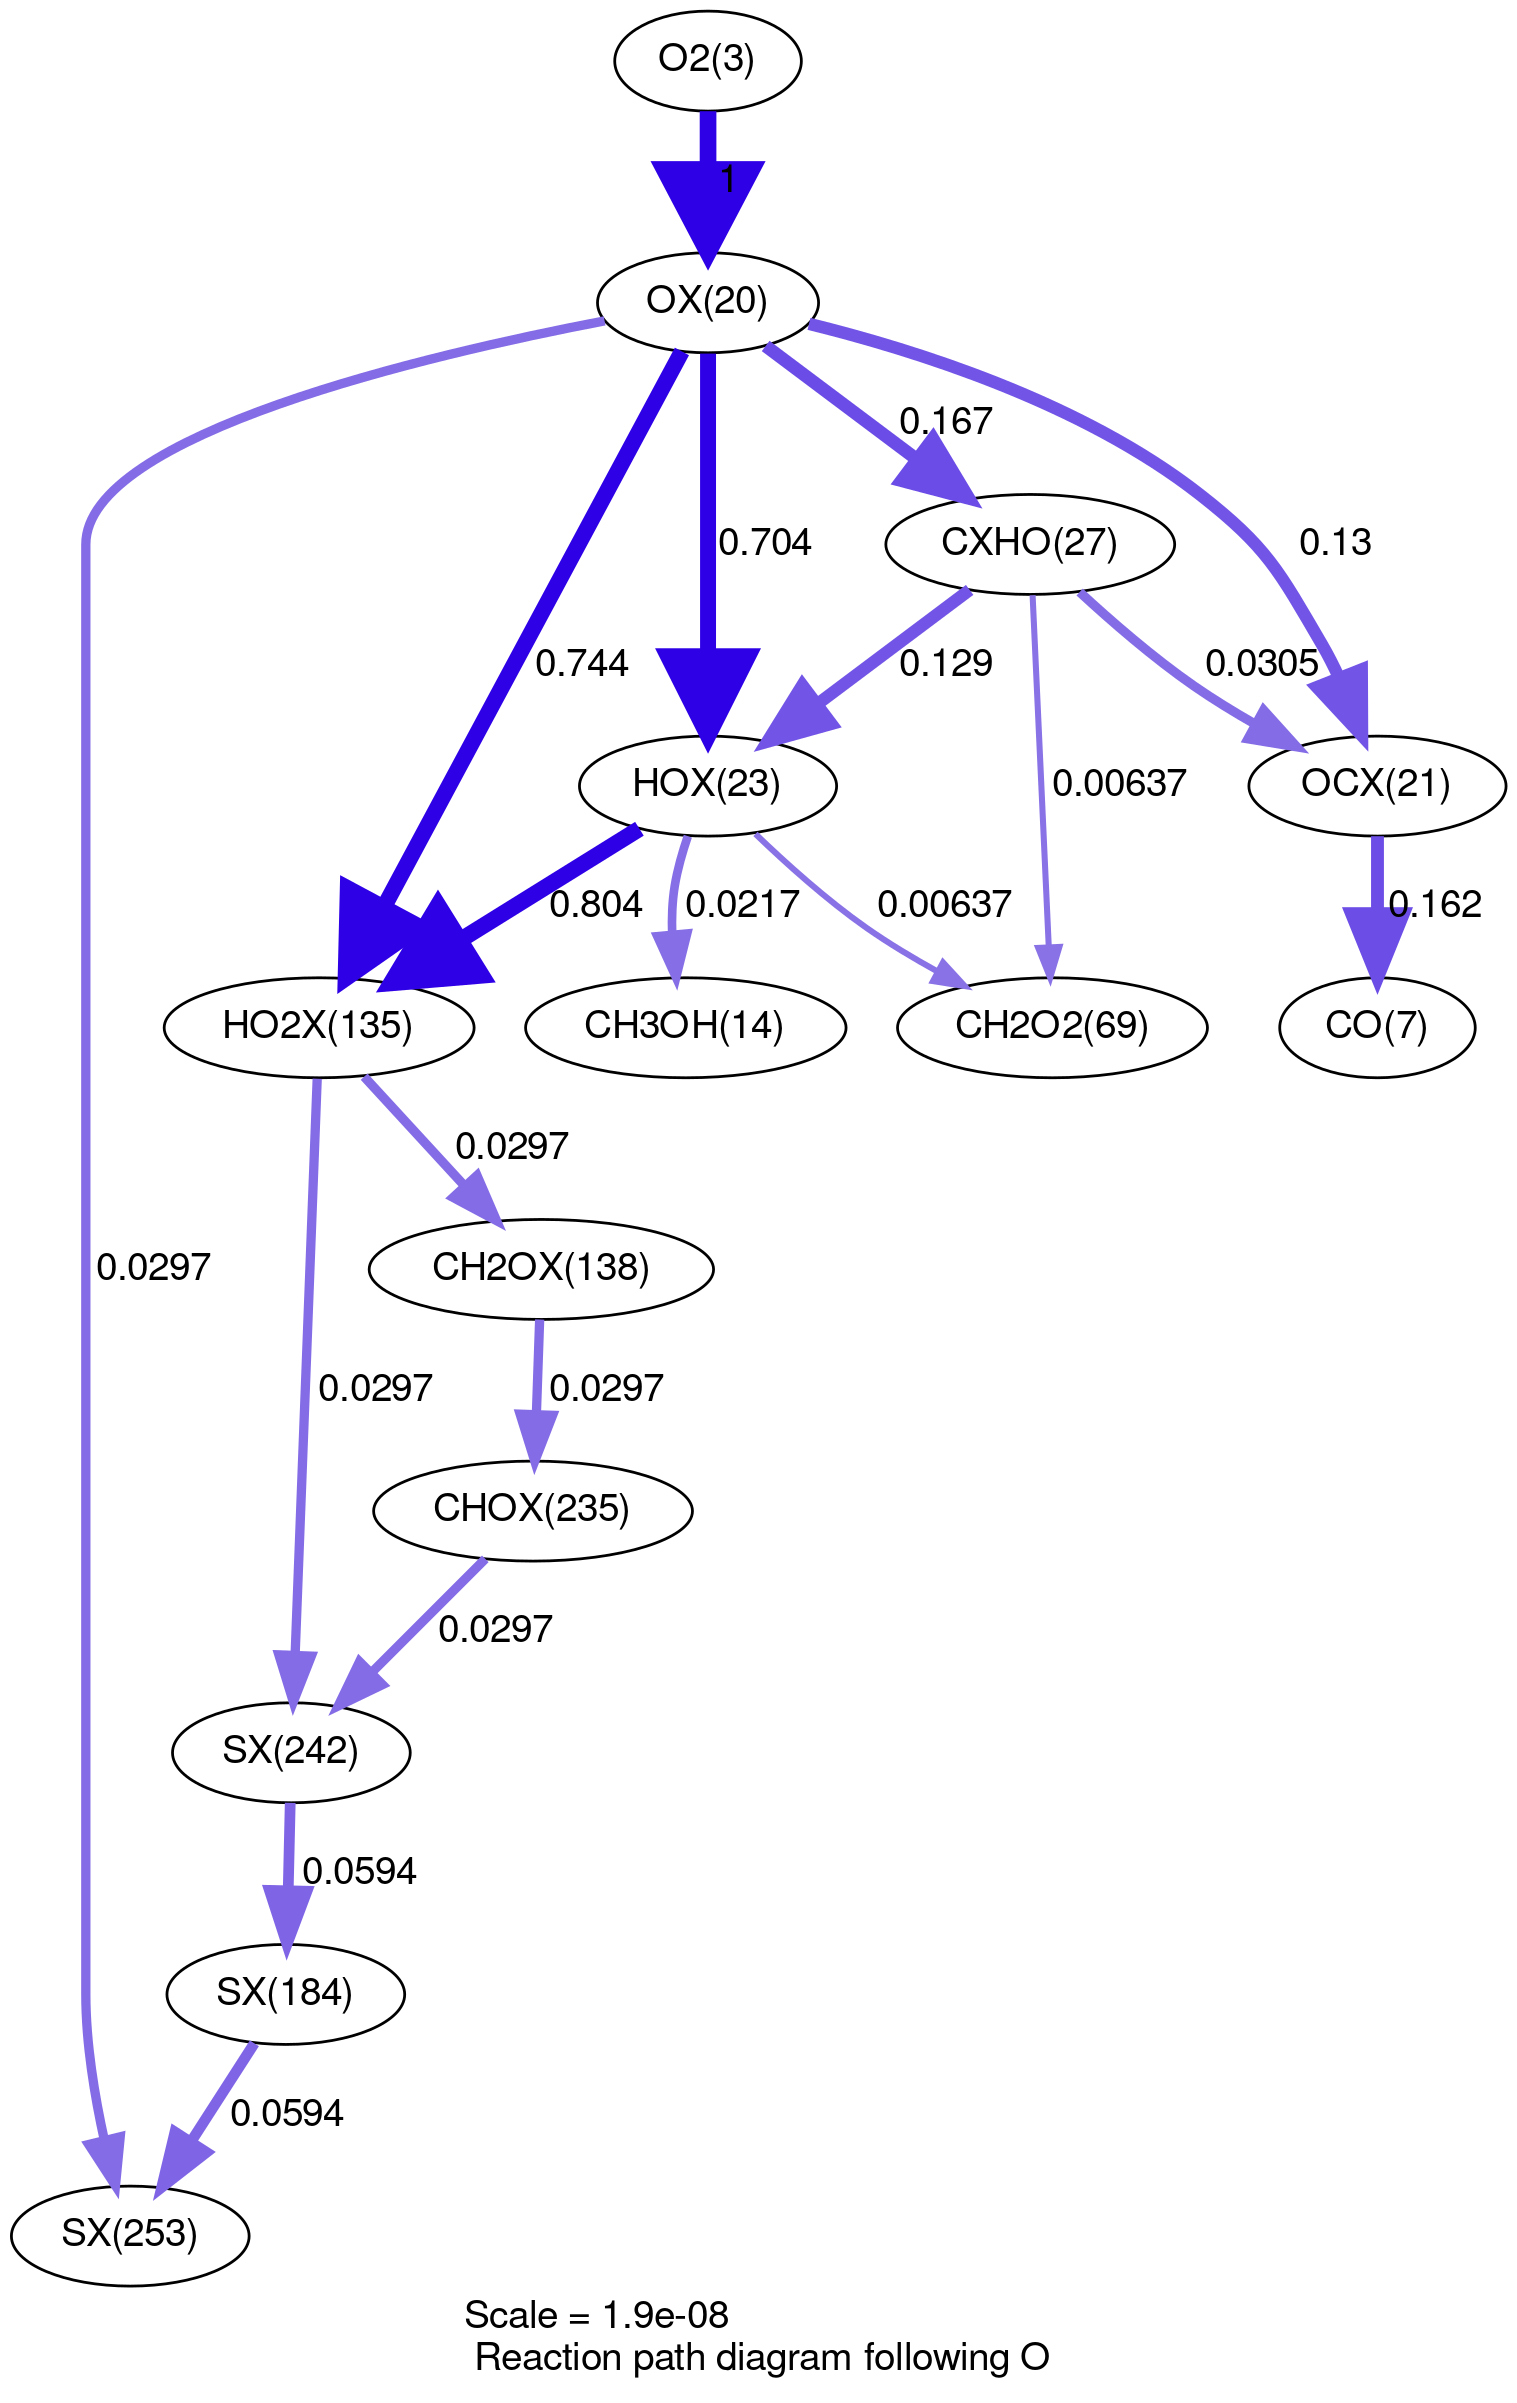 O2(3)
1
OX(20)
0.167
0.704
0.13
CXHO(27)
0.744
0.129
0.0305
HOX(23)
0.00637
OCX(21)
0.804
0.0217
0.00637
0.162
HO2X(135)
CH3OH(14)
CH2O2(69)
CO(7)
0.0297
0.0297
CH2OX(138)
0.0297
0.0297
CHOX(235)
0.0297
SX(242)
0.0594
SX(184)
0.0594
SX(253)
Scale = 1.9e-08
Reaction path diagram following O